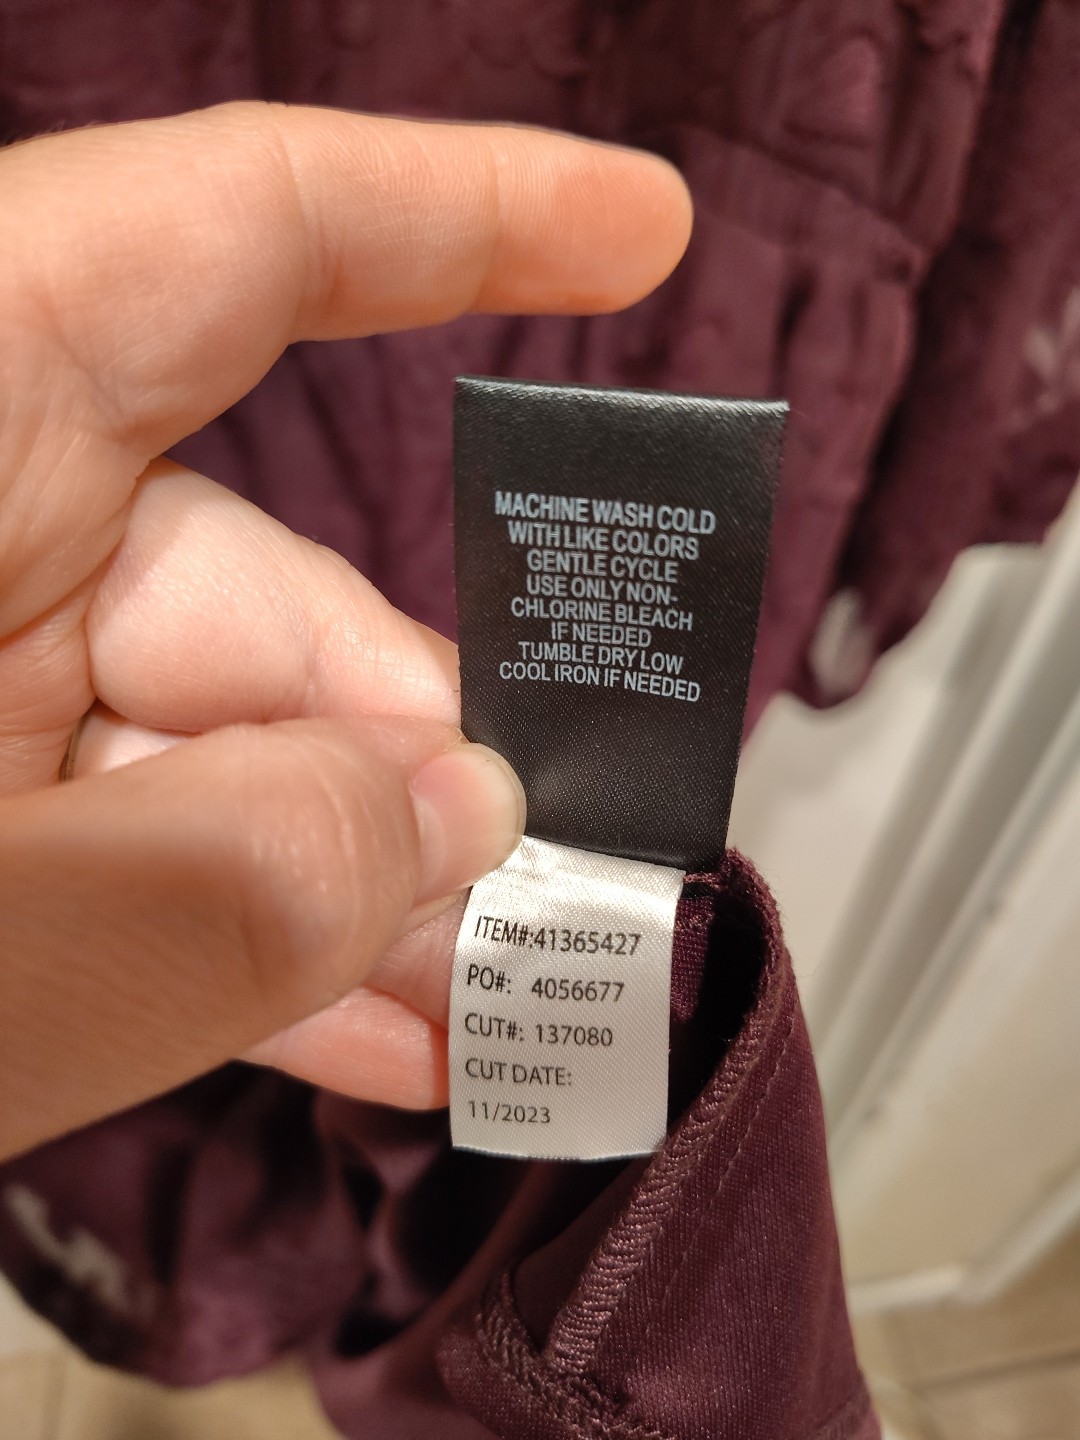 MACHINE WASH COLD
WITH LIKE COLORS
GENTLE CYCLE
USE ONLY NON-
CHLORINE BLEACH
IF NEEDED
TUMBLE DRY LOW
COOL IRON IF NEEDED
ITEM#:41365427
PO#: 4056677
CUT#: 137080
CUT DATE:
11/2023